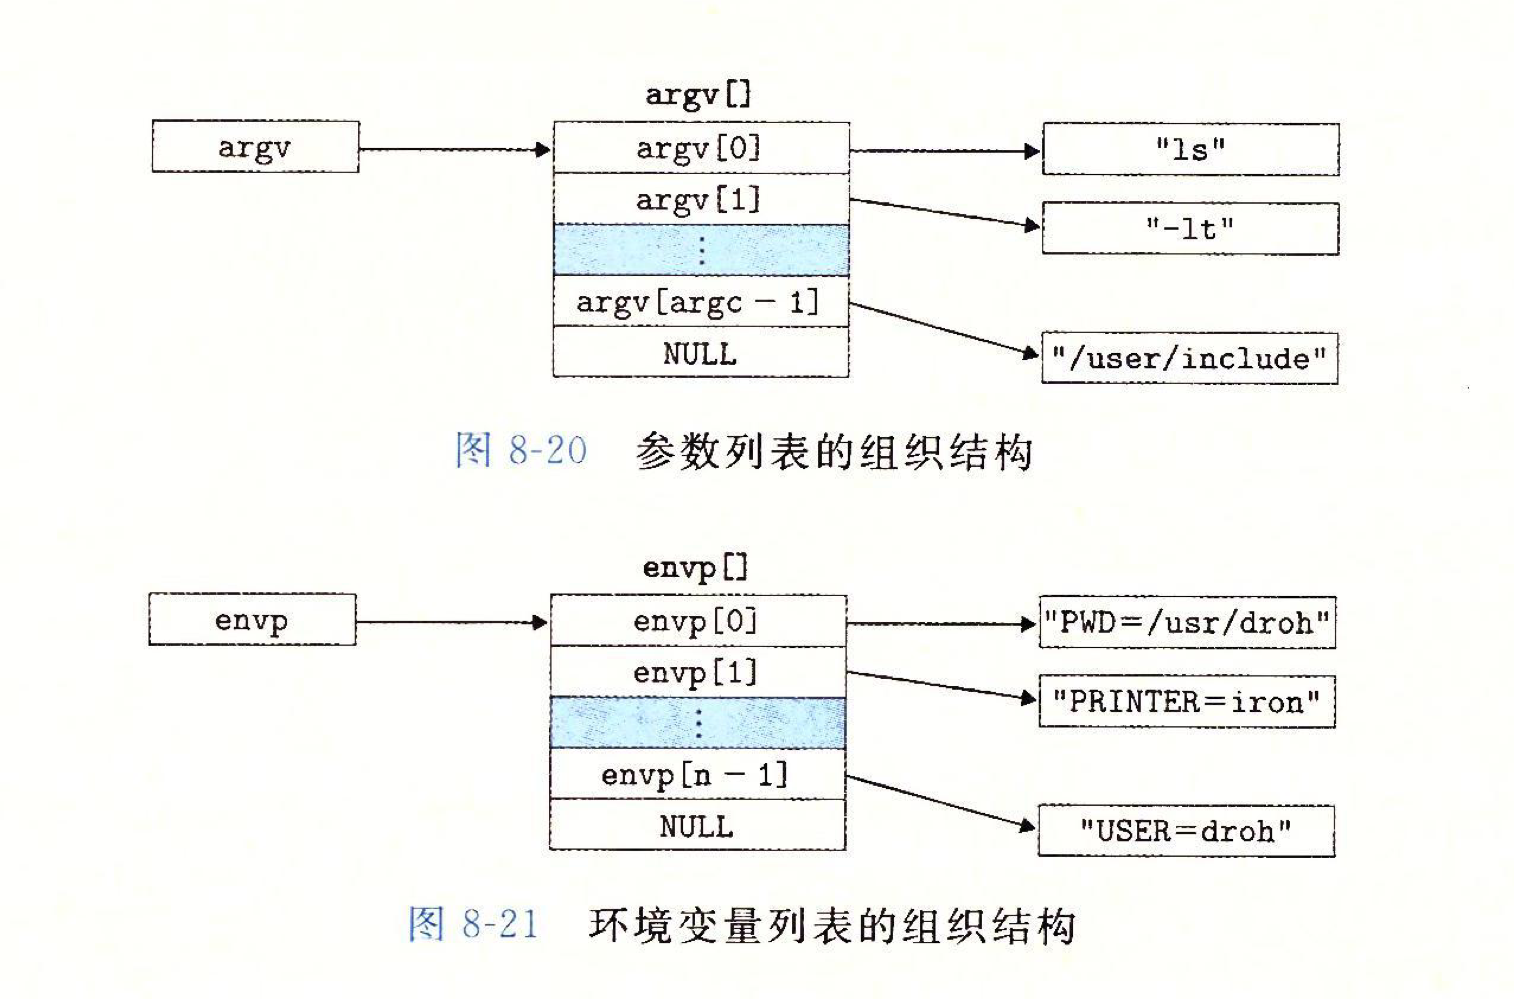 argv[]
argv
argv[0]
"ls"
argv[1]
"-lt"
⋮
argv[argc − 1]
"/user/include"
NULL
图 8-20 参数列表的组织结构
envp[]
envp
envp[0]
"PWD=/usr/droh"
envp[1]
"PRINTER=iron"
⋮
envp[n − 1]
"USER=droh"
NULL
图 8-21 环境变量列表的组织结构